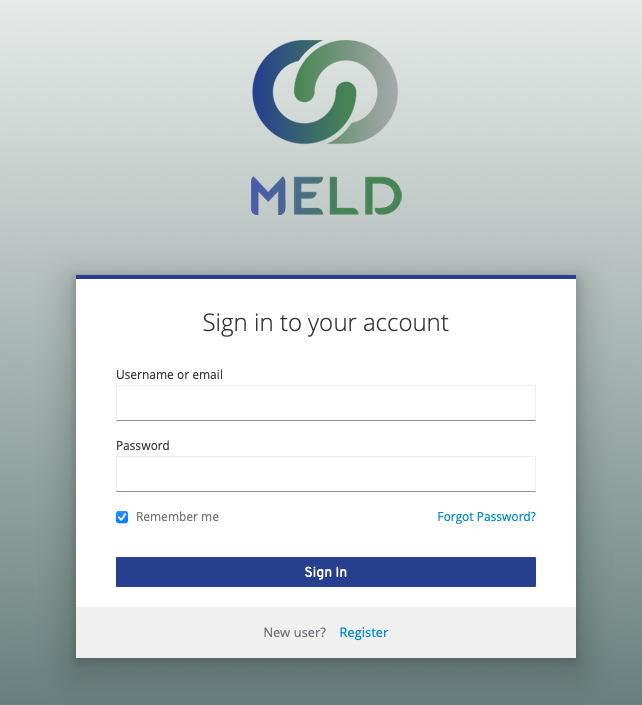 MELD
Sign in to your account
Username or email
Password
Remember me Forgot Password?
Sign In
New user? Register